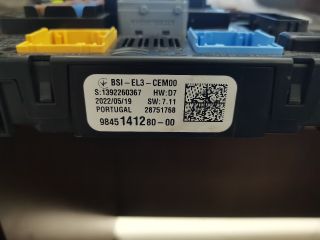 BSI-EL3-CEM00
S:1392260367 HW:D7
2022/05/19 SW:7.11
PORTUGAL 28751768
9845141280-00